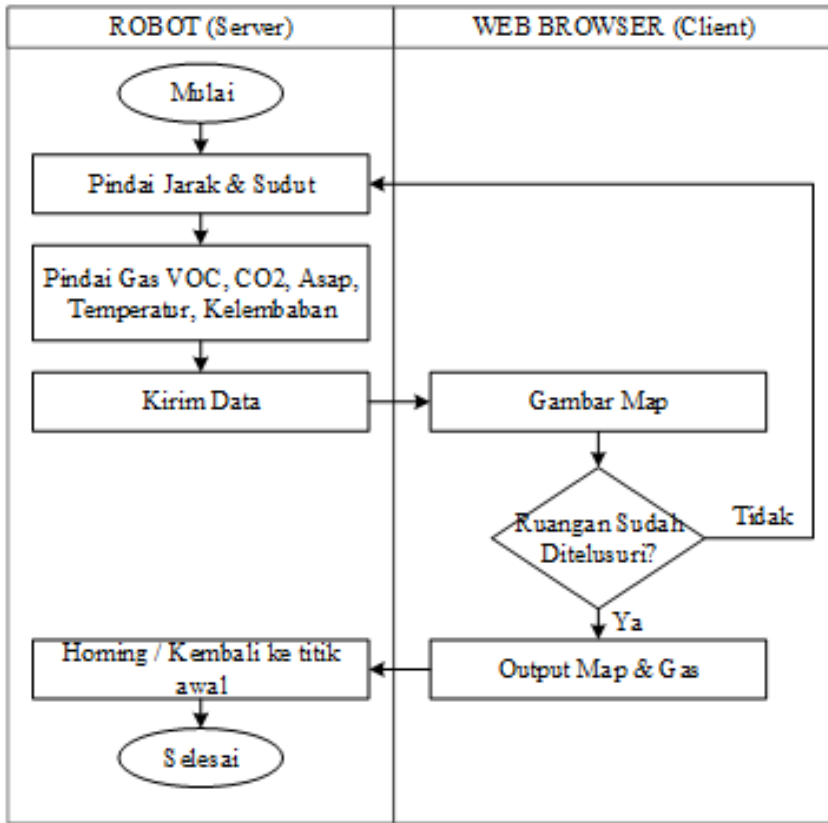 ROBOT (Server)
WEB BROWSER (Client)
Mulai
Pindai Jarak & Sudut
Pindai Gas VOC, CO2, Asap,
Temperatur, Kelembaban
Kirim Data
Gambar Map
Ruangan Sudah
Ditelusuri?
Tidak
Ya
Output Map & Gas
Homing / Kembali ke titik
awal
Selesai